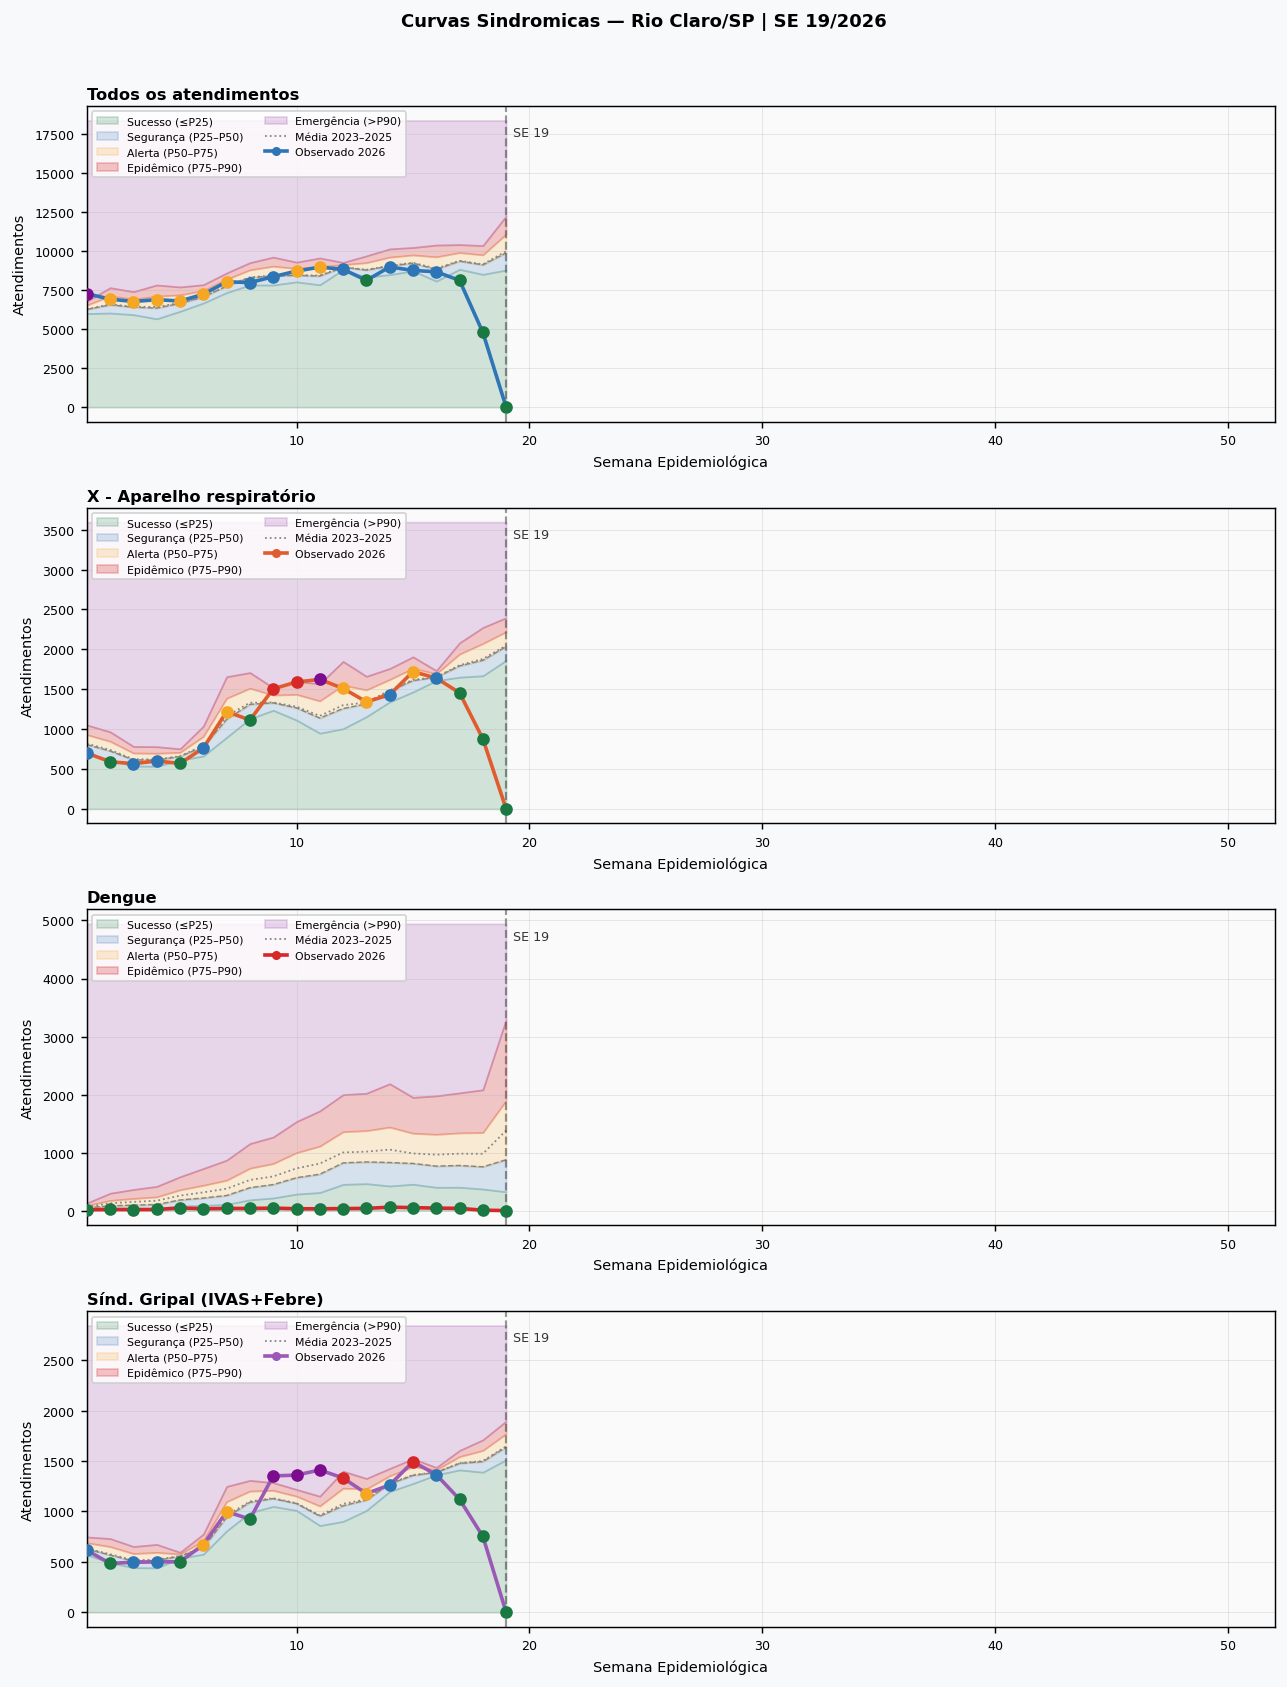 Curvas Sindromicas — Rio Claro/SP | SE 19/2026
Todos os atendimentos
Sucesso (≤P25)
Segurança (P25–P50)
Alerta (P50–P75)
Epidêmico (P75–P90)
Emergência (>P90)
Média 2023–2025
Observado 2026
SE 19
Atendimentos
17500
15000
12500
10000
7500
5000
2500
0
10
20
30
40
50
Semana Epidemiológica
X - Aparelho respiratório
Sucesso (≤P25)
Segurança (P25–P50)
Alerta (P50–P75)
Epidêmico (P75–P90)
Emergência (>P90)
Média 2023–2025
Observado 2026
SE 19
Atendimentos
3500
3000
2500
2000
1500
1000
500
0
10
20
30
40
50
Semana Epidemiológica
Dengue
Sucesso (≤P25)
Segurança (P25–P50)
Alerta (P50–P75)
Epidêmico (P75–P90)
Emergência (>P90)
Média 2023–2025
Observado 2026
SE 19
Atendimentos
5000
4000
3000
2000
1000
0
10
20
30
40
50
Semana Epidemiológica
Sínd. Gripal (IVAS+Febre)
Sucesso (≤P25)
Segurança (P25–P50)
Alerta (P50–P75)
Epidêmico (P75–P90)
Emergência (>P90)
Média 2023–2025
Observado 2026
SE 19
Atendimentos
2500
2000
1500
1000
500
0
10
20
30
40
50
Semana Epidemiológica